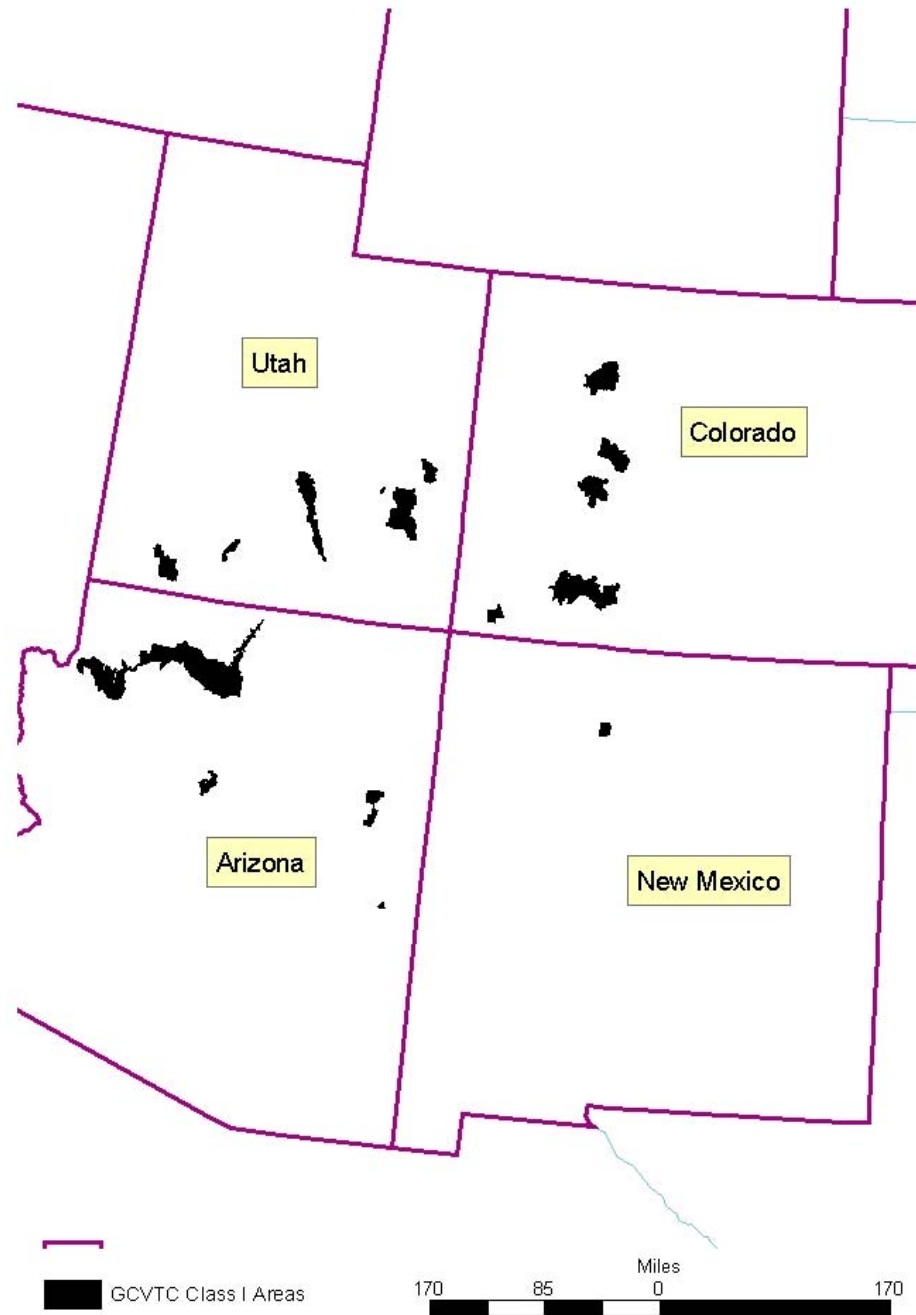 Utah
Colorado
Arizona
New Mexico
Miles
170 85 0 170
GCVTC Class I Areas